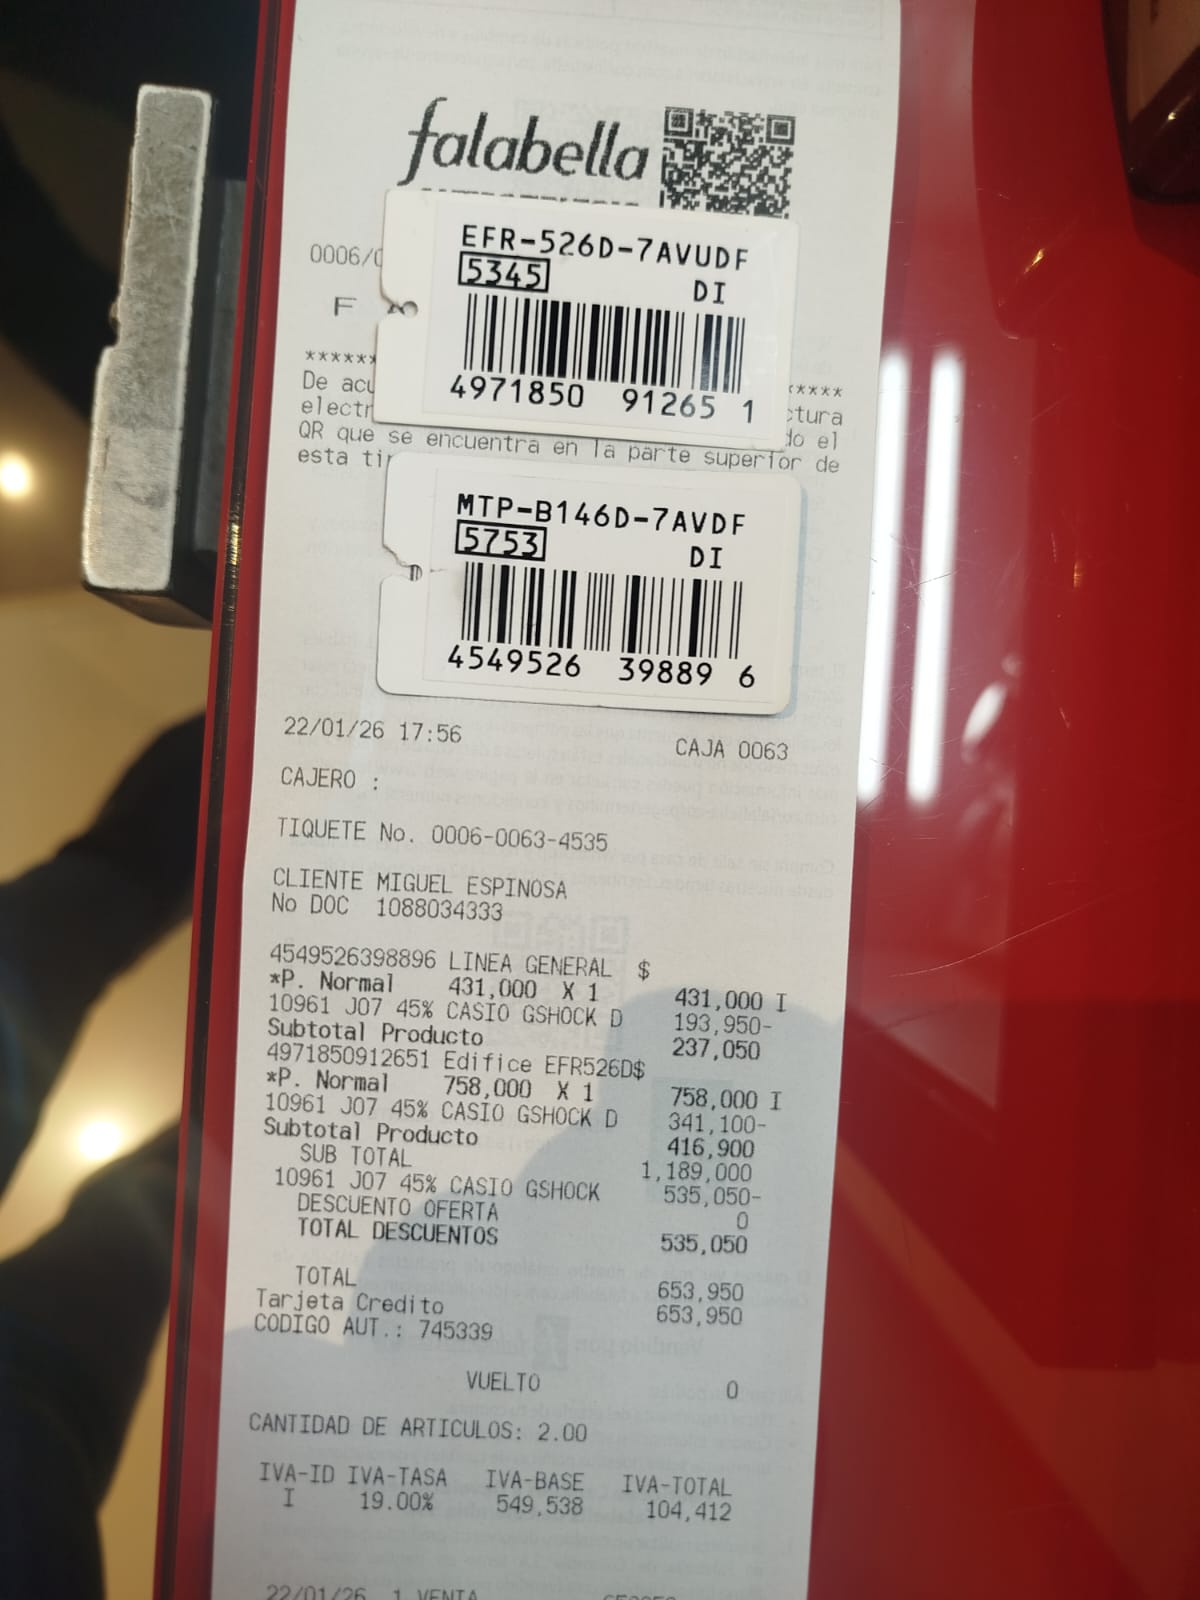 falabella
EFR-526D-7AVUDF
5345
DI
4971850 91265 1
0006/
F
****** *****
De ctura
do el
QR que se encuentra en la parte superior de
esta
MTP-B146D-7AVDF
5753
DI
4549526 39889 6
22/01/26 17:56 CAJA 0063
CAJERO :
TIQUETE No. 0006-0063-4535
CLIENTE MIGUEL ESPINOSA
No DOC 1088034333
4549526398896 LINEA GENERAL $
*P. Normal 431,000 X 1 431,000 I
10961 J07 45% CASIO GSHOCK D 193,950-
Subtotal Producto 237,050
4971850912651 Edifice EFR526D$
*P. Normal 758,000 X 1 758,000 I
10961 J07 45% CASIO GSHOCK D 341,100-
Subtotal Producto 416,900
SUB TOTAL 1,189,000
10961 J07 45% CASIO GSHOCK 535,050-
DESCUENTO OFERTA 0
TOTAL DESCUENTOS 535,050
TOTAL 653,950
Tarjeta Credito 653,950
CODIGO AUT.: 745339
VUELTO 0
CANTIDAD DE ARTICULOS: 2.00
IVA-ID IVA-TASA IVA-BASE IVA-TOTAL
I 19.00% 549,538 104,412
22/01/26 1 VENTA